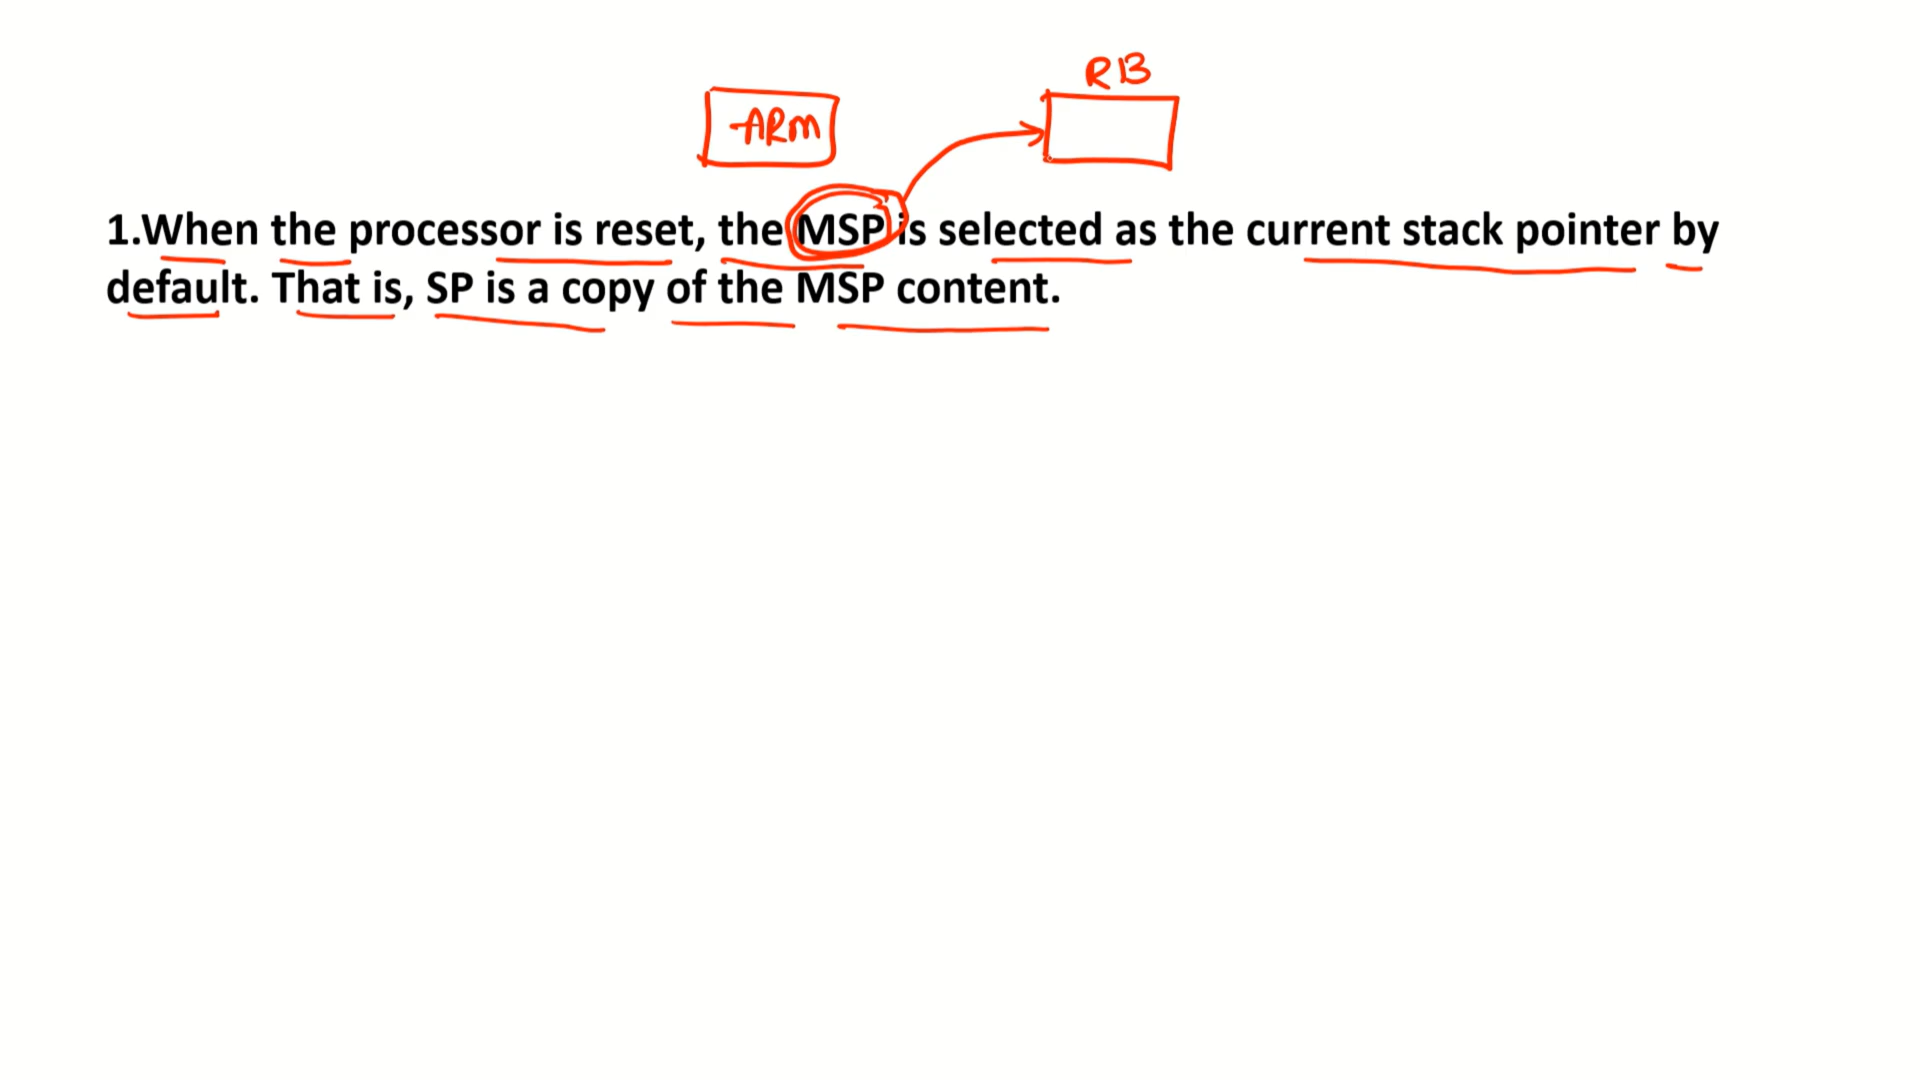 R13
ARM
1.When the processor is reset, the MSP is selected as the current stack pointer by
default. That is, SP is a copy of the MSP content.